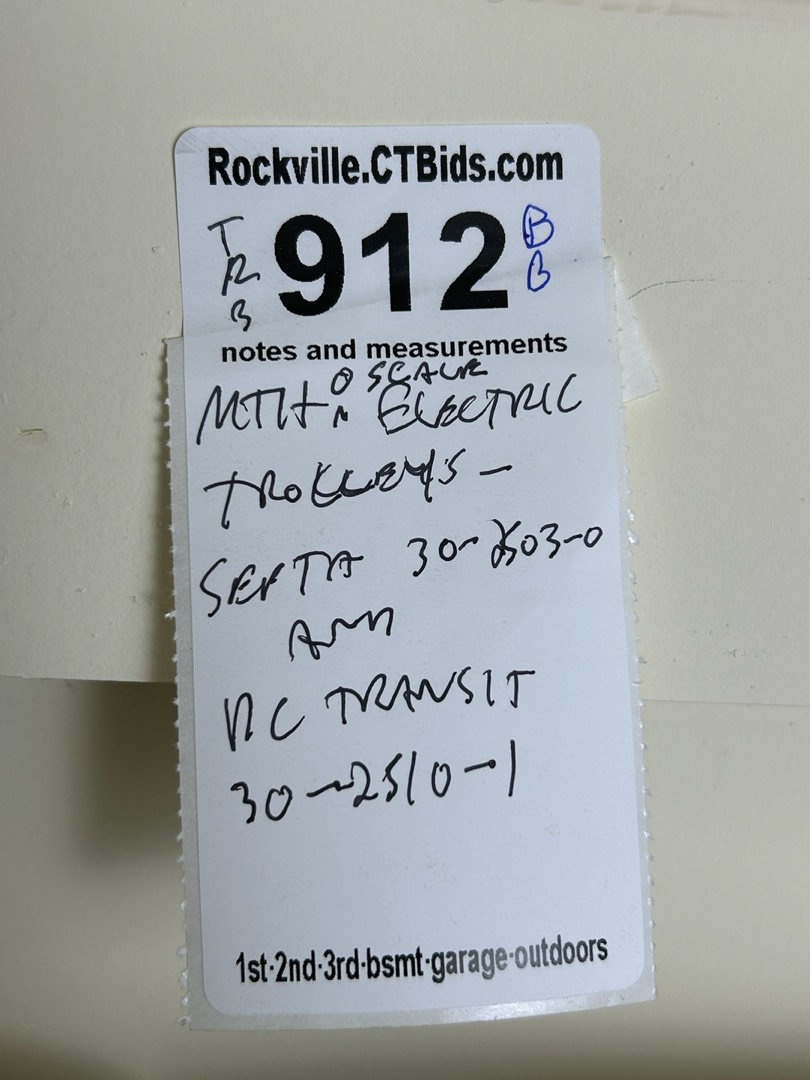 Rockville.CTBids.com
T R B 912 B B
notes and measurements
O SCALE
MTH ELECTRIC
TROLLEYS -
SEPTA 30-2503-0
AND
DC TRANSIT
30-2510-1
1st·2nd·3rd·bsmt·garage·outdoors